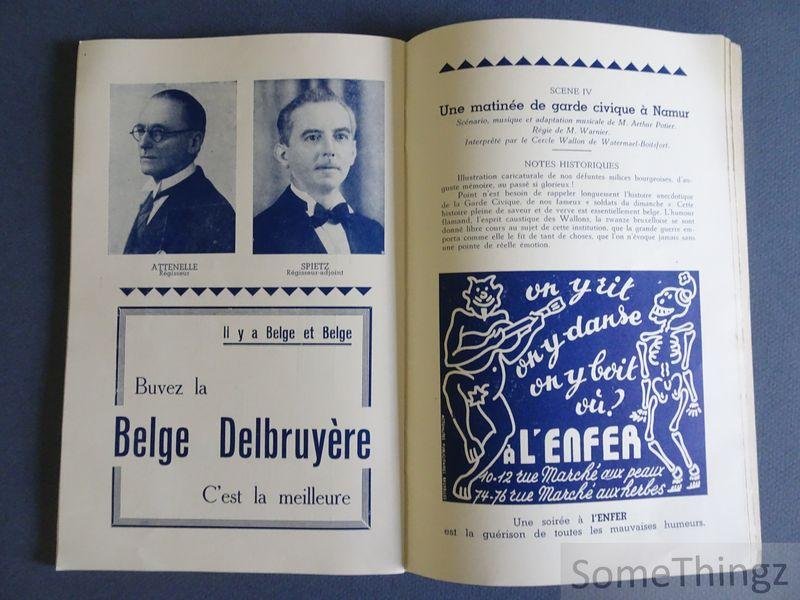 ATTENELLE
Régisseur
SPIETZ
Régisseur-adjoint
Il y a Belge et Belge
Buvez la
Belge Delbruyère
C'est la meilleure
SCENE IV
Une matinée de garde civique à Namur
Scénario, musique et adaptation musicale de M. Arthur Potier.
Régie de M. Warnier.
Interprété par le Cercle Wallon de Watermael-Boitsfort.
NOTES HISTORIQUES
Illustration caricaturale de nos défuntes milices bourgeoises, d'au-
guste mémoire, au passé si glorieux !
Point n'est besoin de rappeler longuement l'histoire anecdotique
de la Garde Civique, de nos fameux « soldats du dimanche » Cette
histoire pleine de saveur et de verve est essentiellement belge. L'humour
flamand, l'esprit caustique des Wallons, la zwanze bruxelloise se sont
donné libre cours au sujet de cette institution, que la grande guerre em-
porta comme elle le fit de tant de choses, que l'on n'évoque jamais sans
une pointe de réelle émotion.
on y rit
on y danse
on y boit
où?
À L'ENFER
10-12 rue Marché aux peaux
74-76 rue Marché aux herbes
Une soirée à l'ENFER
est la guérison de toutes les mauvaises humeurs.
SomeThingz